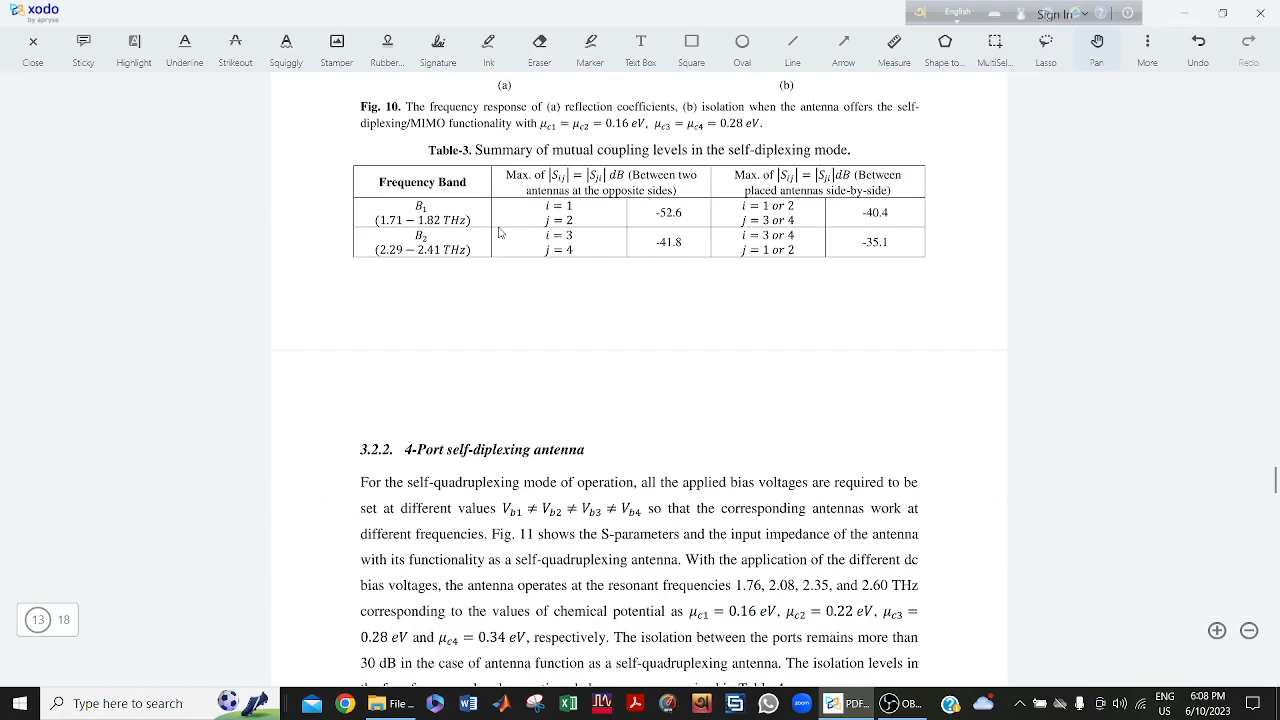 xodo
by apryse
English
Sign In
Close
Sticky
Highlight
Underline
Strikeout
Squiggly
Stamper
Rubber...
Signature
Ink
Eraser
Marker
Text Box
Square
Oval
Line
Arrow
Measure
Shape to...
MultiSel...
Lasso
Pan
More
Undo
Redo
(a) (b)
Fig. 10. The frequency response of (a) reflection coefficients, (b) isolation when the antenna offers the self-
diplexing/MIMO functionality with μc1 = μc2 = 0.16 eV, μc3 = μc4 = 0.28 eV.
Table-3. Summary of mutual coupling levels in the self-diplexing mode.
Frequency Band
Max. of |Sij| = |Sji| dB (Between two
antennas at the opposite sides)
Max. of |Sij| = |Sji|dB (Between
placed antennas side-by-side)
B1
(1.71 − 1.82 THz)
i = 1
j = 2
-52.6
i = 1 or 2
j = 3 or 4
-40.4
B2
(2.29 − 2.41 THz)
i = 3
j = 4
-41.8
i = 3 or 4
j = 1 or 2
-35.1
3.2.2. 4-Port self-diplexing antenna
For the self-quadruplexing mode of operation, all the applied bias voltages are required to be
set at different values Vb1 ≠ Vb2 ≠ Vb3 ≠ Vb4 so that the corresponding antennas work at
different frequencies. Fig. 11 shows the S-parameters and the input impedance of the antenna
with its functionality as a self-quadruplexing antenna. With the application of the different dc
bias voltages, the antenna operates at the resonant frequencies 1.76, 2.08, 2.35, and 2.60 THz
corresponding to the values of chemical potential as μc1 = 0.16 eV, μc2 = 0.22 eV, μc3 =
0.28 eV and μc4 = 0.34 eV, respectively. The isolation between the ports remains more than
30 dB in the case of antenna function as a self-quadruplexing antenna. The isolation levels in
13 18
Type here to search
File ...
zoom
PDF...
OB...
ENG
US
6:08 PM
6/10/2023